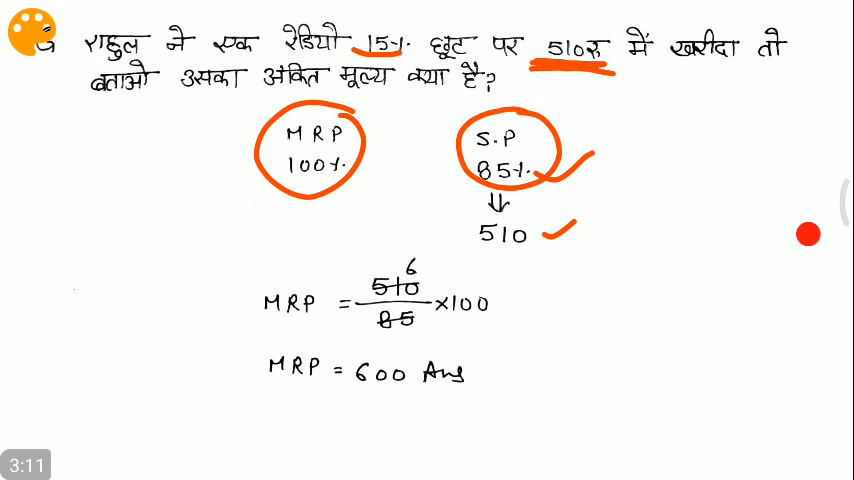 राहुल ने एक रेडियो 15% छूट पर 510रु में खरीदा तो
बताओ उसका अंकित मूल्य क्या है?
MRP S.P
100% 85%
⇓
510
6
MRP = 510/85 ×100
MRP = 600 Ans
3:11